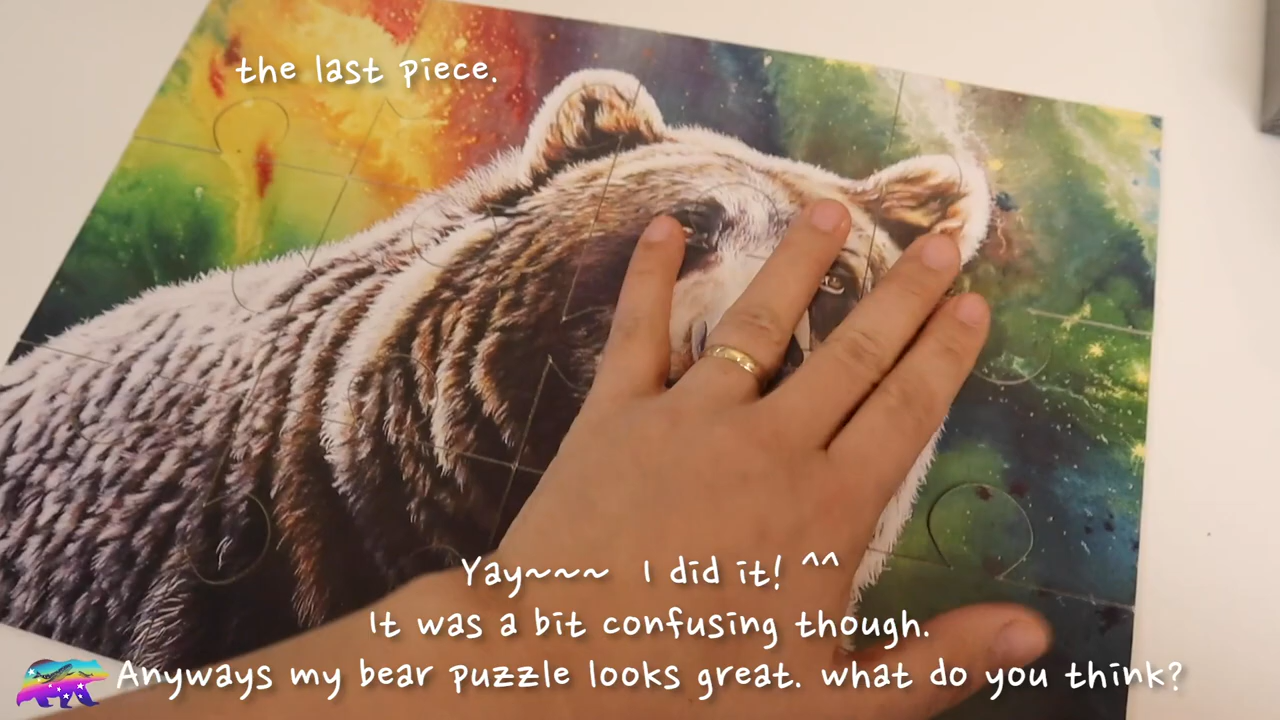 the last piece.
Yay~~~ I did it! ^^
It was a bit confusing though.
Anyways my bear puzzle looks great. what do you think?